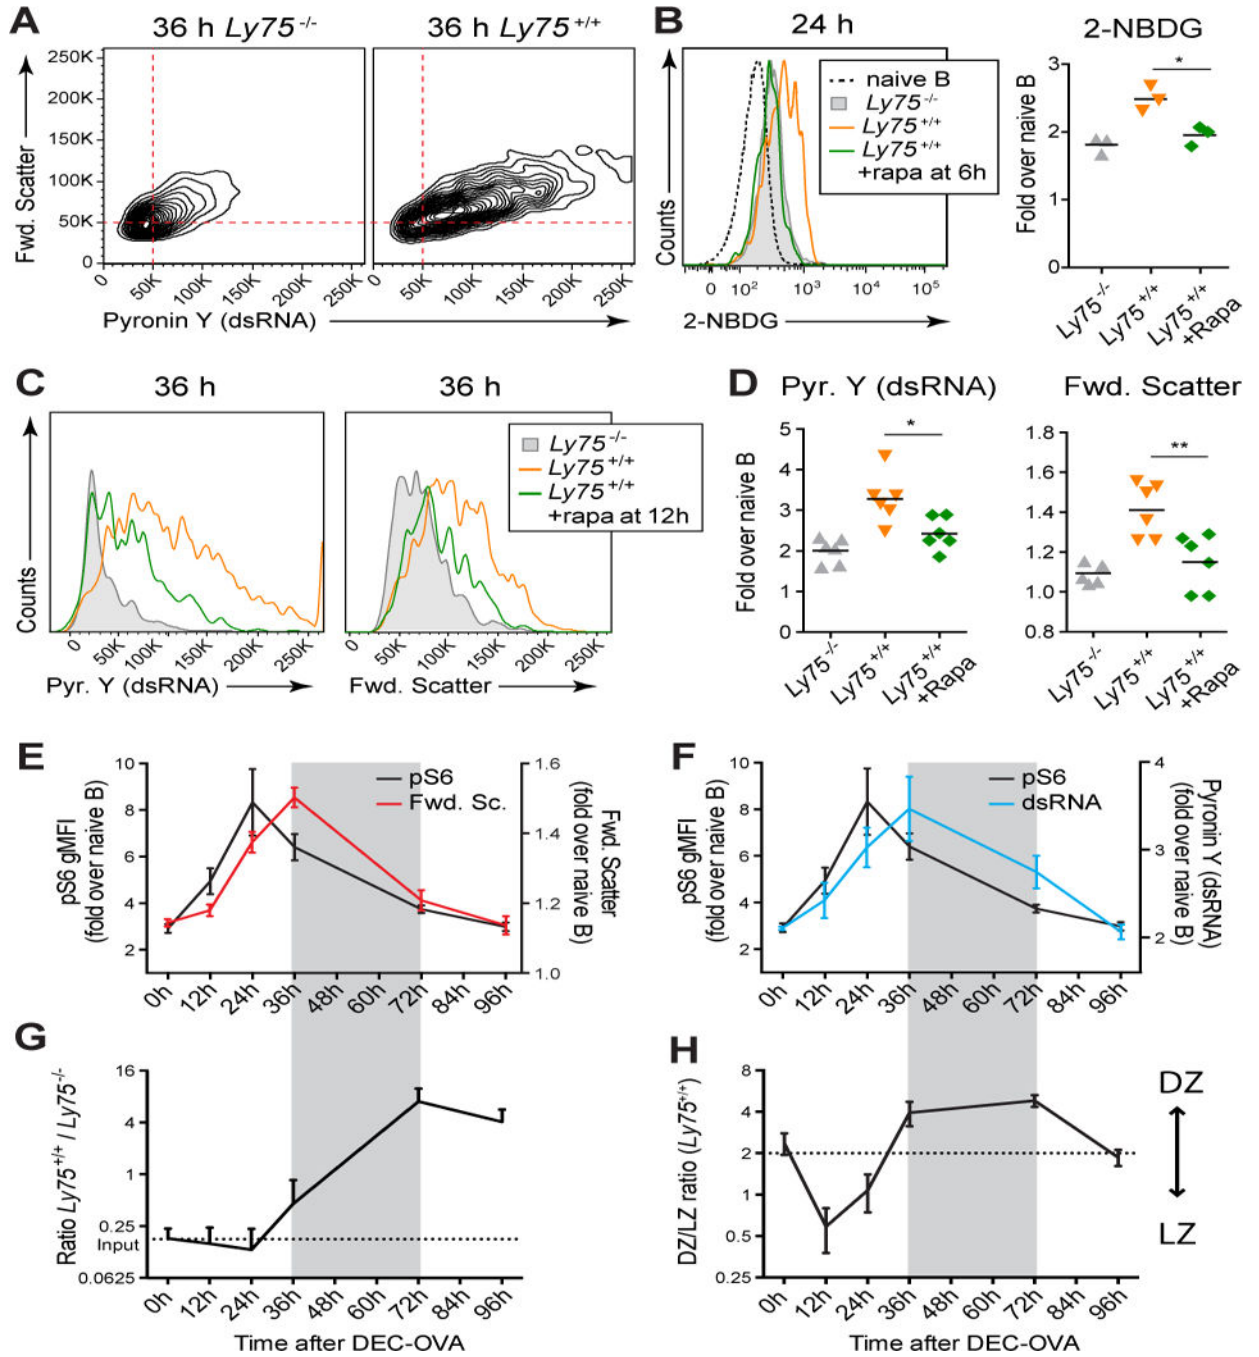 A
36 h Ly75-/-
36 h Ly75+/+
Fwd. Scatter
250K
200K
150K
100K
50K
0
0
50K
100K
150K
200K
250K
0
50K
100K
150K
200K
250K
Pyronin Y (dsRNA)
B
24 h
2-NBDG
naive B
Ly75-/-
Ly75+/+
Ly75+/+
+rapa at 6h
Counts
0
10²
10³
10⁴
10⁵
2-NBDG
Fold over naive B
3
2
1
0
*
Ly75-/-
Ly75+/+
Ly75+/+
+Rapa
C
36 h
36 h
Ly75-/-
Ly75+/+
Ly75+/+
+rapa at 12h
Counts
0
50K
100K
150K
200K
250K
Pyr. Y (dsRNA)
0
50K
100K
150K
200K
250K
Fwd. Scatter
D
Pyr. Y (dsRNA)
Fwd. Scatter
Fold over naive B
5
4
3
2
1
0
*
Ly75-/-
Ly75+/+
Ly75+/+
+Rapa
1.8
1.6
1.4
1.2
1.0
0.8
**
Ly75-/-
Ly75+/+
Ly75+/+
+Rapa
E
pS6 gMFI
(fold over naive B)
10
8
6
4
2
pS6
Fwd. Sc.
1.6
1.4
1.2
1.0
Fwd. Scatter
(fold over naive B)
0h
12h
24h
36h
48h
60h
72h
84h
96h
F
pS6 gMFI
(fold over naive B)
10
8
6
4
2
pS6
dsRNA
4
3
2
Pyronin Y (dsRNA)
(fold over naive B)
0h
12h
24h
36h
48h
60h
72h
84h
96h
G
Ratio Ly75+/+ / Ly75-/-
16
4
1
0.25
Input
0.0625
0h
12h
24h
36h
48h
60h
72h
84h
96h
Time after DEC-OVA
H
DZ/LZ ratio (Ly75+/+)
8
4
2
1
0.5
0.25
DZ
LZ
0h
12h
24h
36h
48h
60h
72h
84h
96h
Time after DEC-OVA